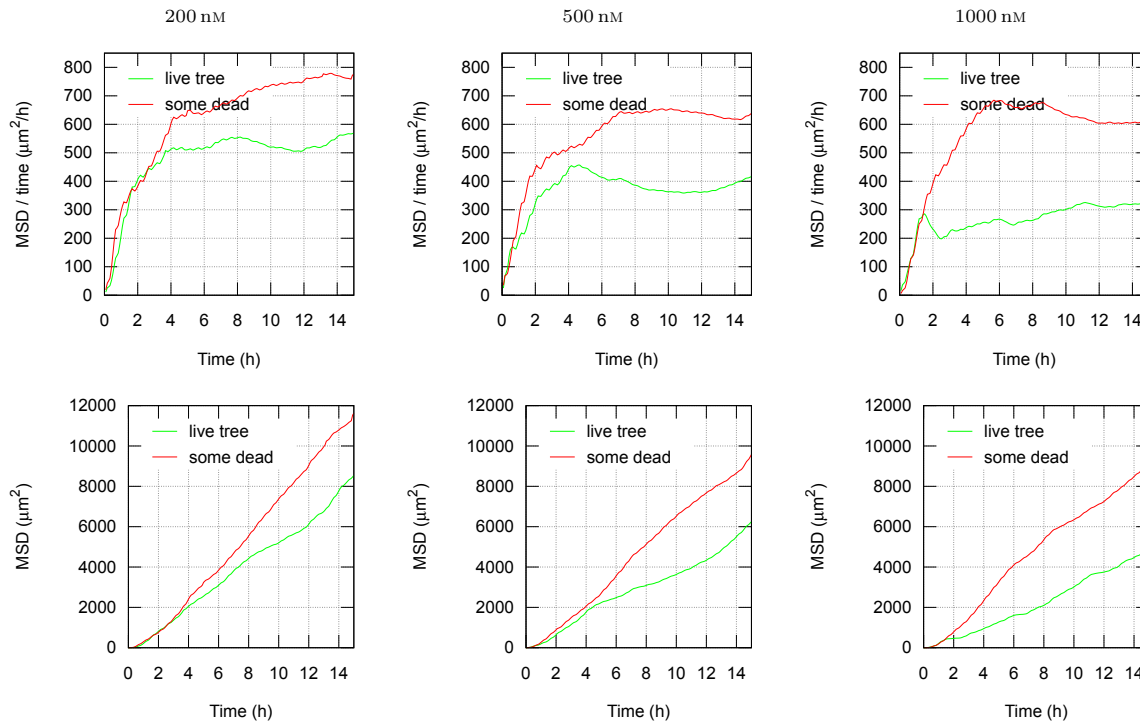 200 nM
500 nM
1000 nM
MSD / time (μm²/h)
800
700
600
500
400
300
200
100
0
live tree
some dead
0 2 4 6 8 10 12 14
Time (h)
MSD / time (μm²/h)
800
700
600
500
400
300
200
100
0
live tree
some dead
0 2 4 6 8 10 12 14
Time (h)
MSD / time (μm²/h)
800
700
600
500
400
300
200
100
0
live tree
some dead
0 2 4 6 8 10 12 14
Time (h)
MSD (μm²)
12000
10000
8000
6000
4000
2000
0
live tree
some dead
0 2 4 6 8 10 12 14
Time (h)
MSD (μm²)
12000
10000
8000
6000
4000
2000
0
live tree
some dead
0 2 4 6 8 10 12 14
Time (h)
MSD (μm²)
12000
10000
8000
6000
4000
2000
0
live tree
some dead
0 2 4 6 8 10 12 14
Time (h)